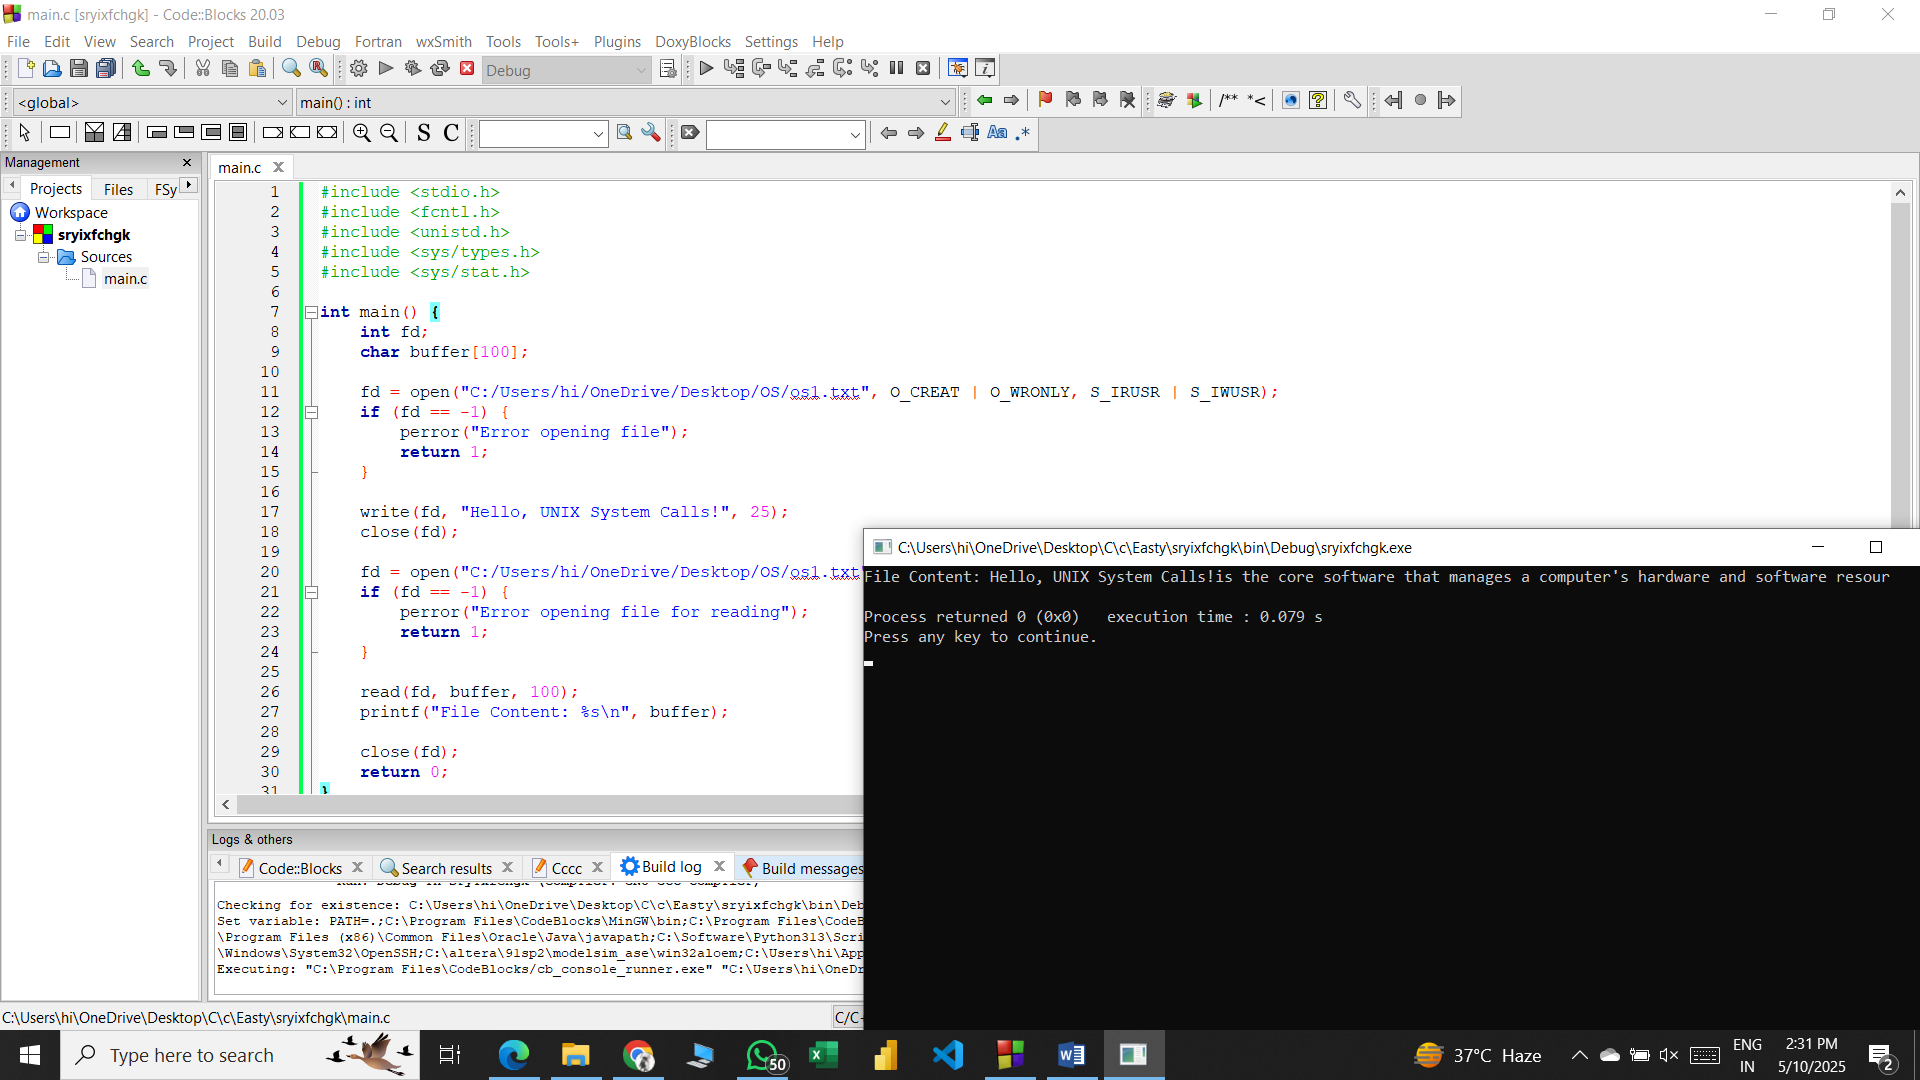 main.c [sryixfchgk] - Code::Blocks 20.03
File Edit View Search Project Build Debug Fortran wxSmith Tools Tools+ Plugins DoxyBlocks Settings Help
Debug
<global> main() : int
/** *<
S C Aa .*
Management
main.c
Projects Files FSy
Workspace
sryixfchgk
Sources
main.c
1 #include <stdio.h>
2 #include <fcntl.h>
3 #include <unistd.h>
4 #include <sys/types.h>
5 #include <sys/stat.h>
6
7 int main() {
8 int fd;
9 char buffer[100];
10
11 fd = open("C:/Users/hi/OneDrive/Desktop/OS/os1.txt", O_CREAT | O_WRONLY, S_IRUSR | S_IWUSR);
12 if (fd == -1) {
13 perror("Error opening file");
14 return 1;
15 }
16
17 write(fd, "Hello, UNIX System Calls!", 25);
18 close(fd);
19
20 fd = open("C:/Users/hi/OneDrive/Desktop/OS/os1.txt
21 if (fd == -1) {
22 perror("Error opening file for reading");
23 return 1;
24 }
25
26 read(fd, buffer, 100);
27 printf("File Content: %s\n", buffer);
28
29 close(fd);
30 return 0;
31 }
C:\Users\hi\OneDrive\Desktop\C\c\Easty\sryixfchgk\bin\Debug\sryixfchgk.exe
File Content: Hello, UNIX System Calls!is the core software that manages a computer's hardware and software resour
Process returned 0 (0x0) execution time : 0.079 s
Press any key to continue.
Logs & others
Code::Blocks Search results Cccc Build log Build messages
Checking for existence: C:\Users\hi\OneDrive\Desktop\C\c\Easty\sryixfchgk\bin\Deb
Set variable: PATH=.;C:\Program Files\CodeBlocks\MinGW\bin;C:\Program Files\CodeB
\Program Files (x86)\Common Files\Oracle\Java\javapath;C:\Software\Python313\Scri
\Windows\System32\OpenSSH;C:\altera\91sp2\modelsim_ase\win32aloem;C:\Users\hi\App
Executing: "C:\Program Files\CodeBlocks/cb_console_runner.exe" "C:\Users\hi\OneDr
C:\Users\hi\OneDrive\Desktop\C\c\Easty\sryixfchgk\main.c C/C+
Type here to search
50
37°C Haze
ENG
IN
2:31 PM
5/10/2025
2